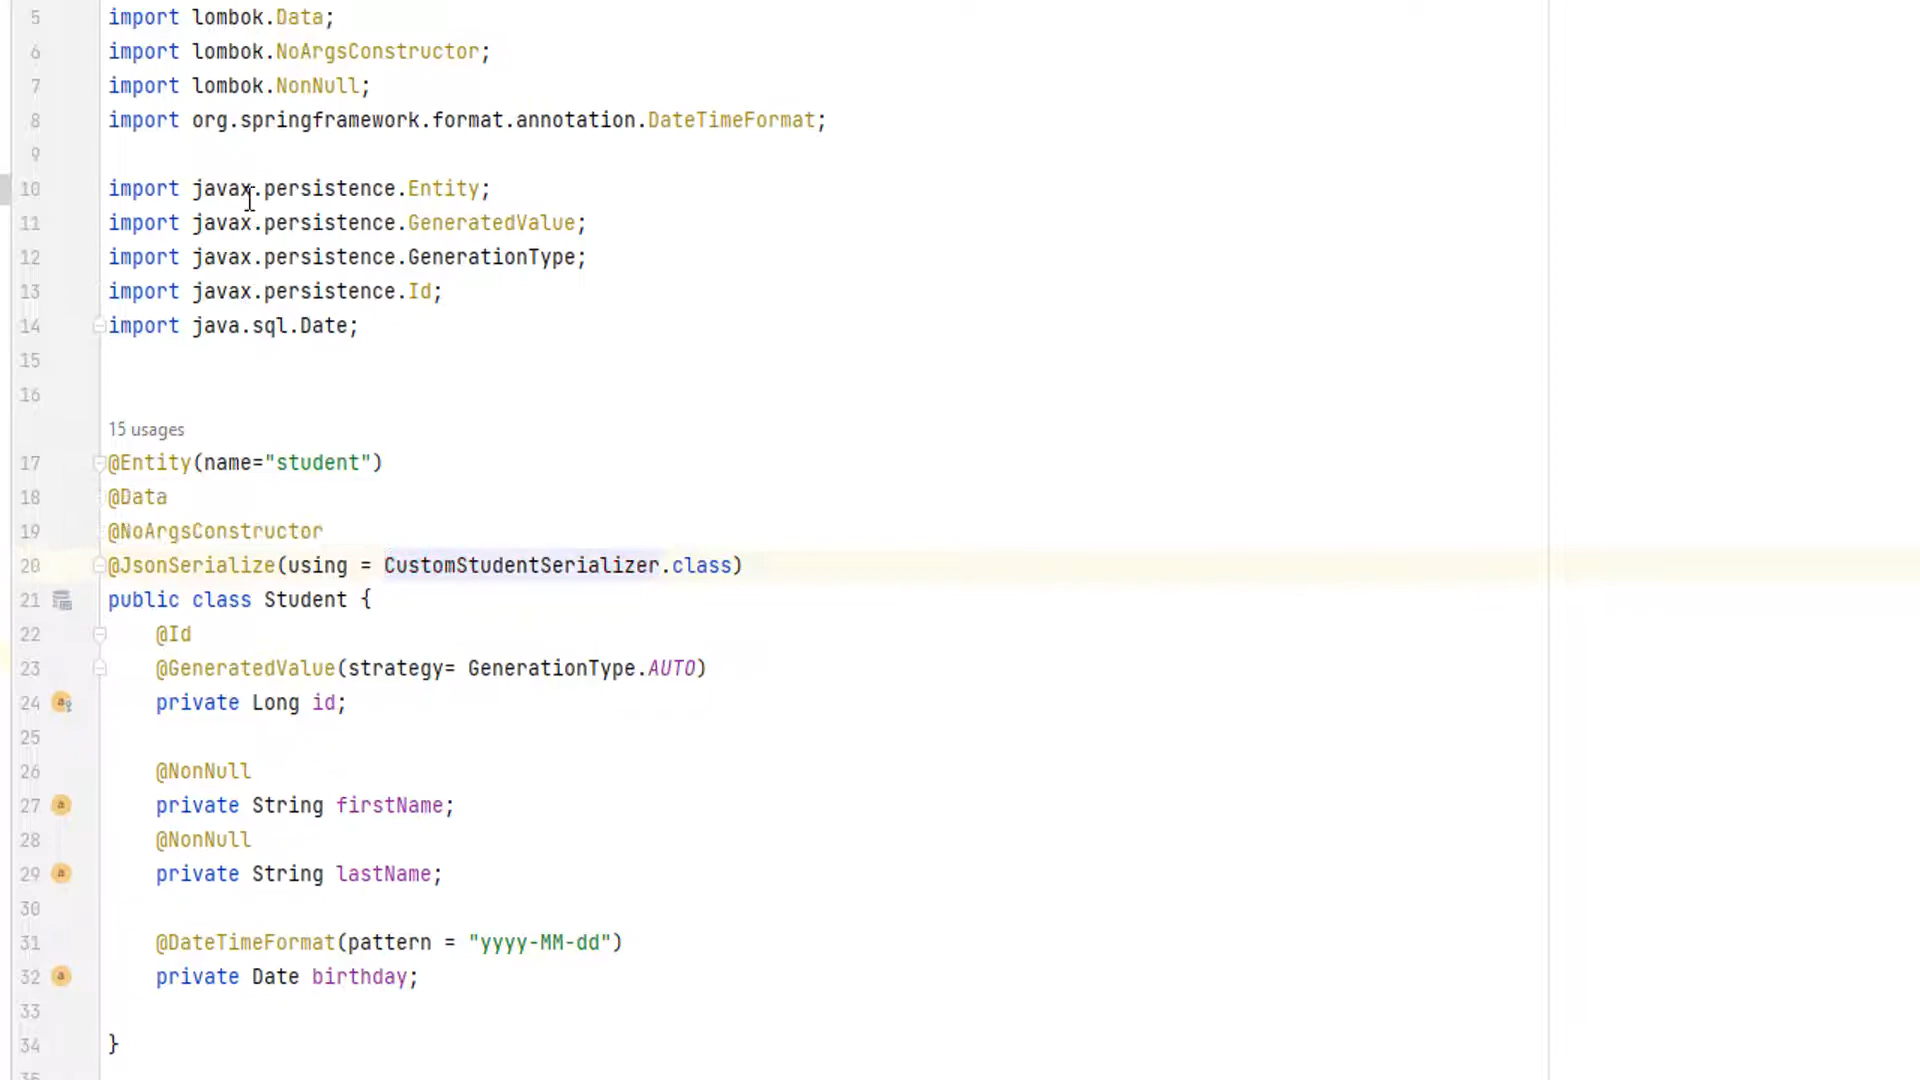 5 import lombok.Data;
6 import lombok.NoArgsConstructor;
7 import lombok.NonNull;
8 import org.springframework.format.annotation.DateTimeFormat;
9
10 import javax.persistence.Entity;
11 import javax.persistence.GeneratedValue;
12 import javax.persistence.GenerationType;
13 import javax.persistence.Id;
14 import java.sql.Date;
15
16
15 usages
17 @Entity(name="student")
18 @Data
19 @NoArgsConstructor
20 @JsonSerialize(using = CustomStudentSerializer.class)
21 public class Student {
22 @Id
23 @GeneratedValue(strategy= GenerationType.AUTO)
24 private Long id;
25
26 @NonNull
27 private String firstName;
28 @NonNull
29 private String lastName;
30
31 @DateTimeFormat(pattern = "yyyy-MM-dd")
32 private Date birthday;
33
34 }